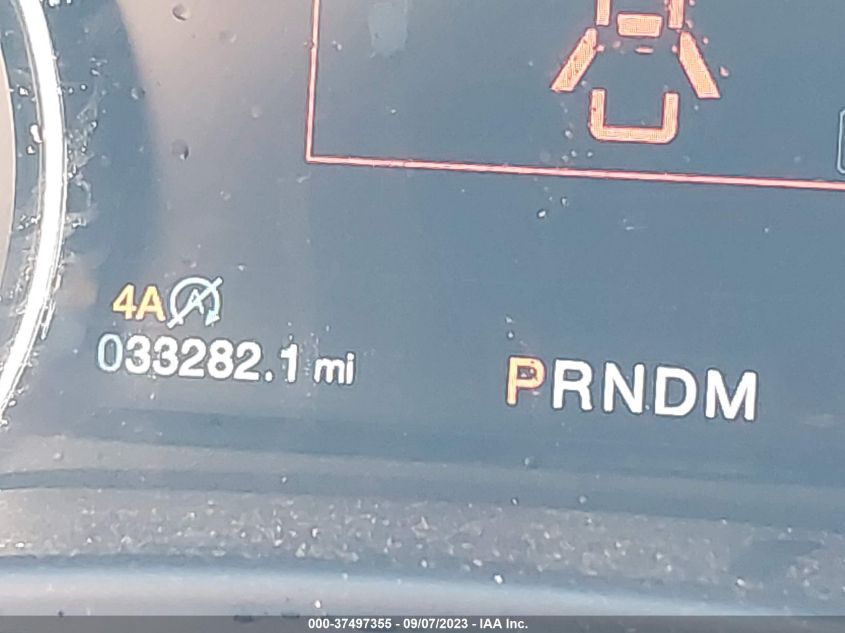 4A A
033282.1 mi
PRNDM
000-37497355 - 09/07/2023 - IAA Inc.